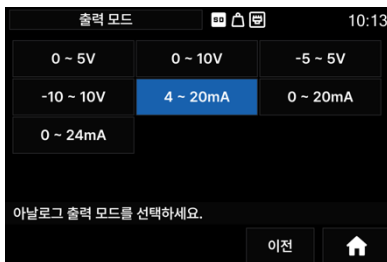 출력 모드 SD 10:13
0 ~ 5V 0 ~ 10V -5 ~ 5V
-10 ~ 10V 4 ~ 20mA 0 ~ 20mA
0 ~ 24mA
아날로그 출력 모드를 선택하세요.
이전